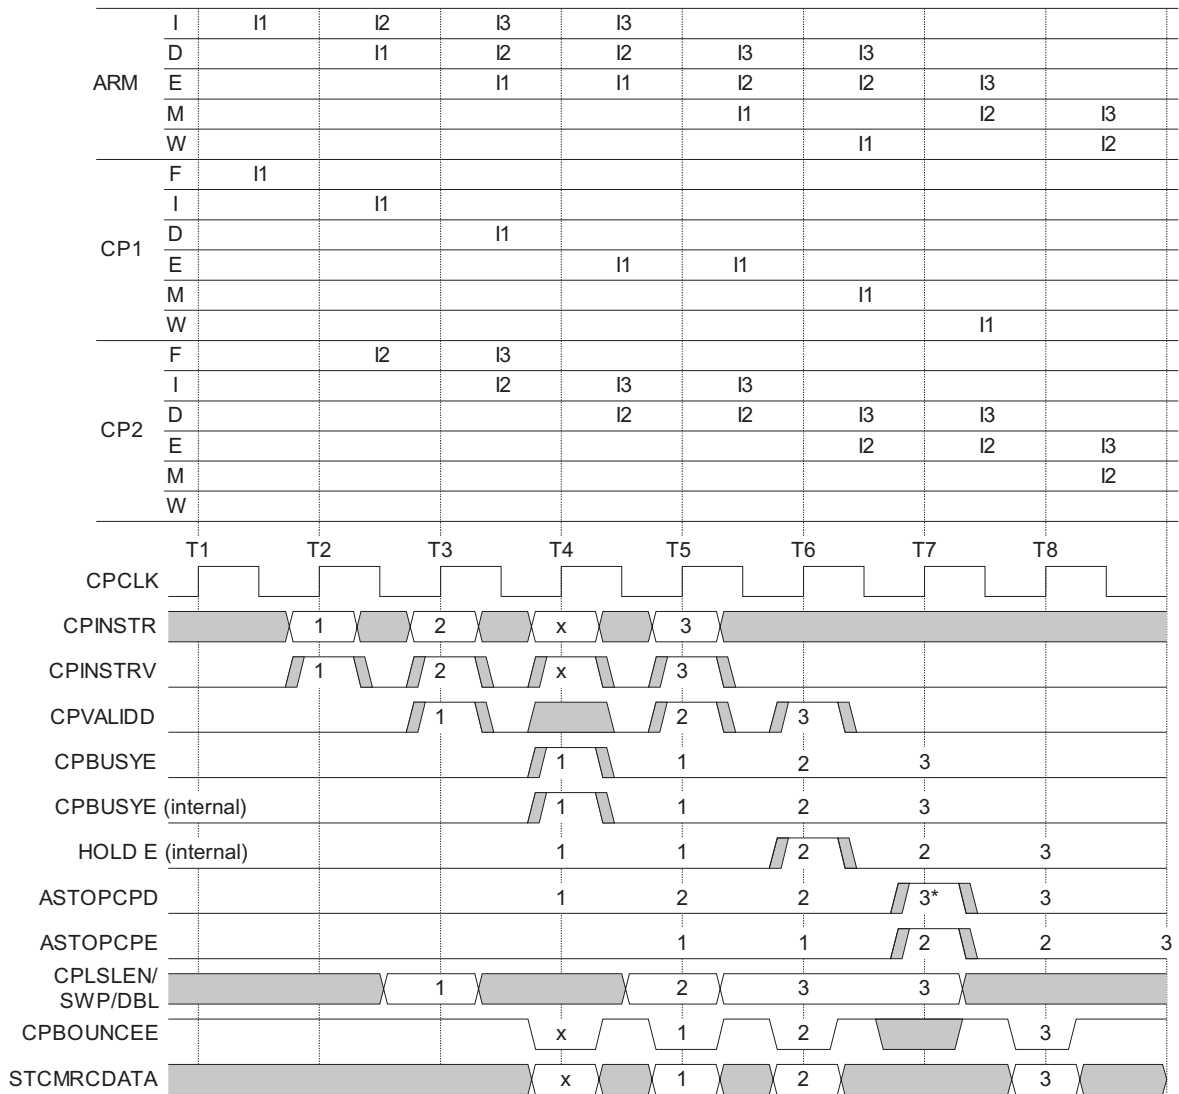 I I1 I2 I3 I3
D I1 I2 I2 I3 I3
ARM E I1 I1 I2 I2 I3
M I1 I2 I3
W I1 I2
F I1
I I1
D I1
CP1
E I1 I1
M I1
W I1
F I2 I3
I I2 I3 I3
D I2 I2 I3 I3
CP2
E I2 I2 I3
M I2
W
T1 T2 T3 T4 T5 T6 T7 T8
CPCLK
CPINSTR 1 2 x 3
CPINSTRV 1 2 x 3
CPVALIDD 1 2 3
CPBUSYE 1 1 2 3
CPBUSYE (internal) 1 1 2 3
HOLD E (internal) 1 1 2 2 3
ASTOPCPD 1 2 2 3* 3
ASTOPCPE 1 1 2 2 3
CPLSLEN/
SWP/DBL 1 2 3 3
CPBOUNCEE x 1 2 3
STCMRCDATA x 1 2 3